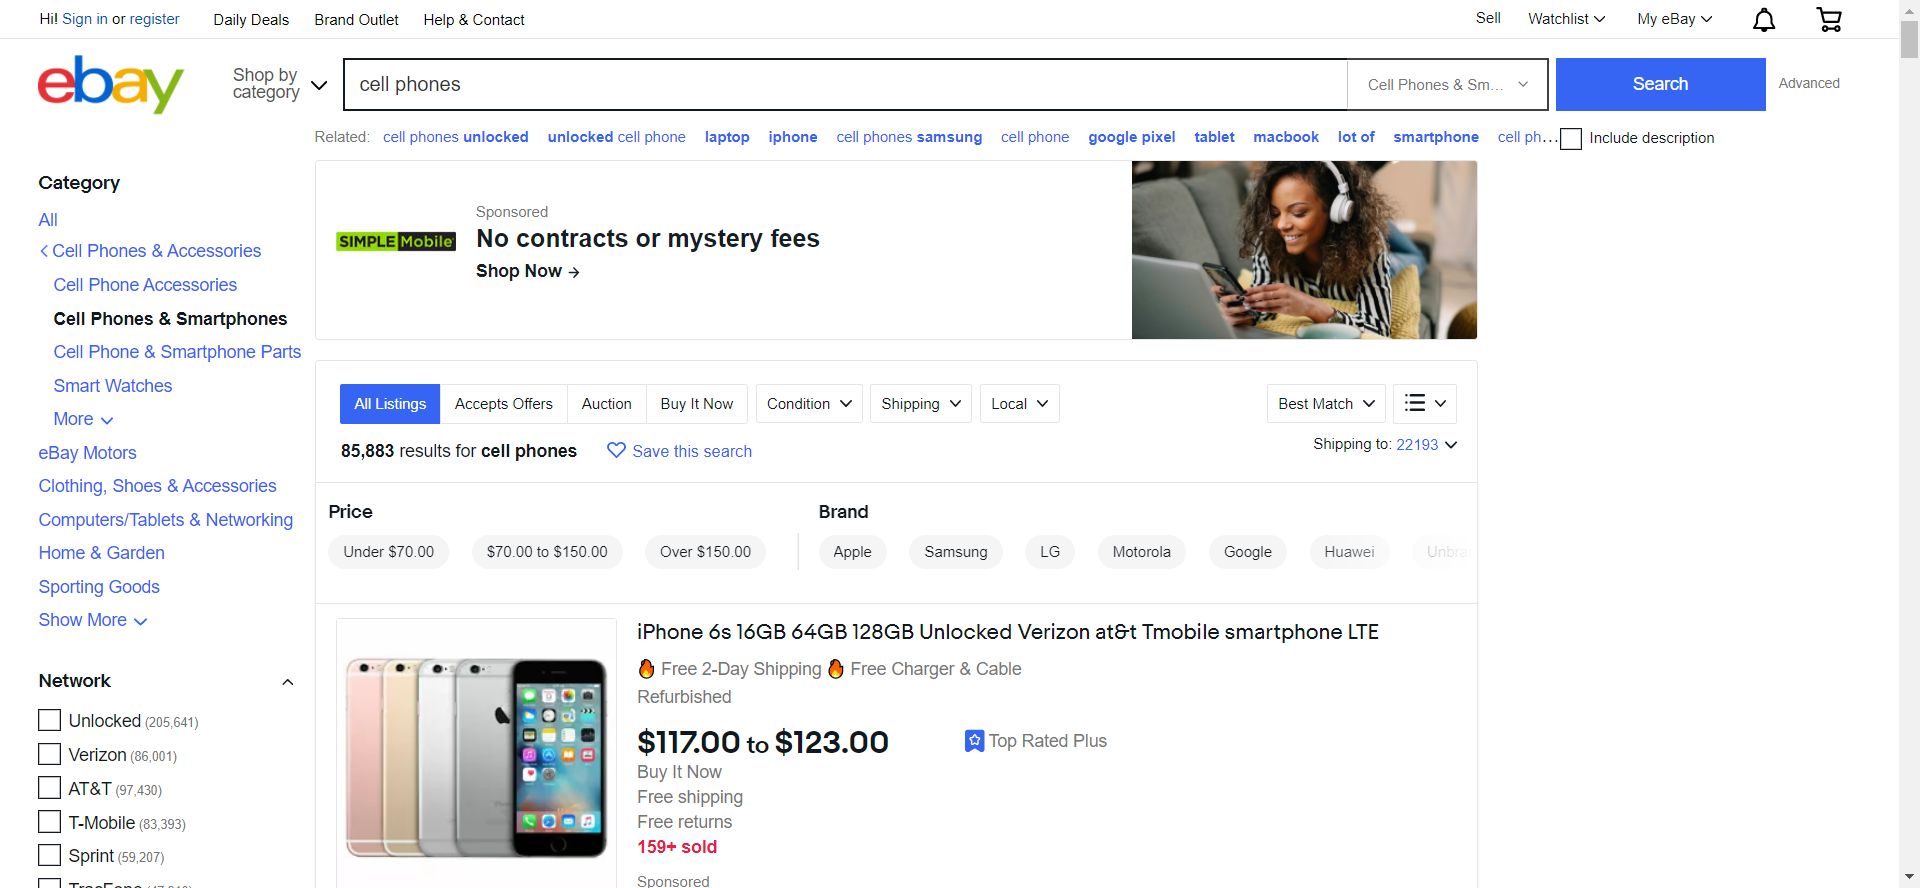 Hi! Sign in or register
Daily Deals
Brand Outlet
Help & Contact
Sell
Watchlist
My eBay
ebay
Shop by
category
cell phones
Cell Phones & Sm...
Search
Advanced
Related: cell phones unlocked unlocked cell phone laptop iphone cell phones samsung cell phone google pixel tablet macbook lot of smartphone cell ph...
Include description
Category
All
Cell Phones & Accessories
Cell Phone Accessories
Cell Phones & Smartphones
Cell Phone & Smartphone Parts
Smart Watches
More
eBay Motors
Clothing, Shoes & Accessories
Computers/Tablets & Networking
Home & Garden
Sporting Goods
Show More
Network
Unlocked (205,641)
Verizon (86,001)
AT&T (97,430)
T-Mobile (83,393)
Sprint (59,207)
SIMPLE Mobile
Sponsored
No contracts or mystery fees
Shop Now →
All Listings
Accepts Offers
Auction
Buy It Now
Condition
Shipping
Local
Best Match
85,883 results for cell phones
Save this search
Shipping to: 22193
Price
Under $70.00
$70.00 to $150.00
Over $150.00
Brand
Apple
Samsung
LG
Motorola
Google
Huawei
iPhone 6s 16GB 64GB 128GB Unlocked Verizon at&t Tmobile smartphone LTE
🔥 Free 2-Day Shipping 🔥 Free Charger & Cable
Refurbished
$117.00 to $123.00
Top Rated Plus
Buy It Now
Free shipping
Free returns
159+ sold
Sponsored